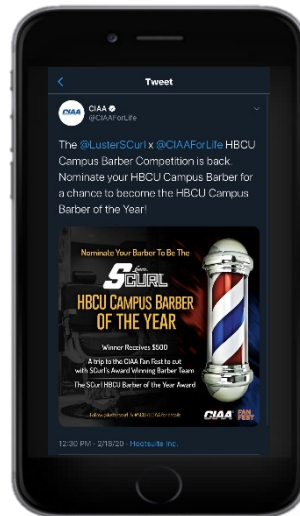 Tweet
CIAA
CIAA
@CIAAForLife
The @LusterSCurl x @CIAAForLife HBCU
Campus Barber Competition is back.
Nominate your HBCU Campus Barber for
a chance to become the HBCU Campus
Barber of the Year!
Nominate Your Barber To Be The
SCURL
HBCU CAMPUS BARBER
OF THE YEAR
Winner Receives $500
A trip to the CIAA Fan Fest to cut
with SCurl's Award Winning Barber Team
The SCurl HBCU Barber of the Year Award
CIAA FAN
FEST
12:30 PM - 2/18/20 - Hootsuite Inc.